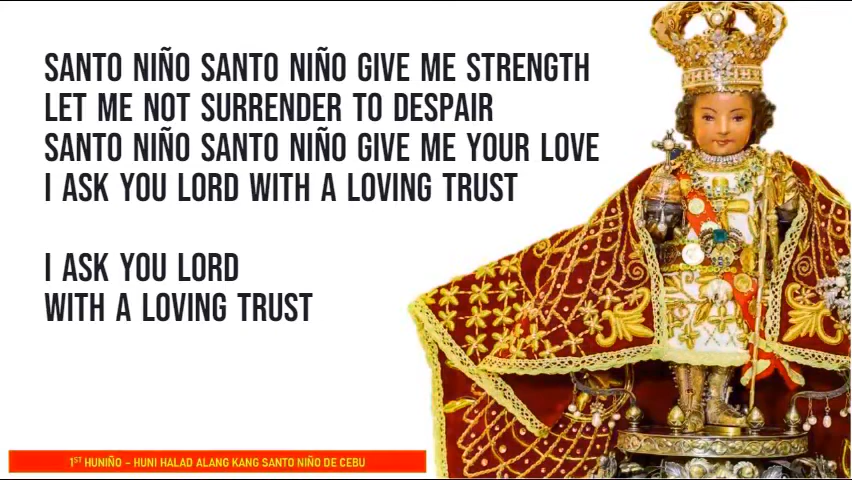 SANTO NIÑO SANTO NIÑO GIVE ME STRENGTH
LET ME NOT SURRENDER TO DESPAIR
SANTO NIÑO SANTO NIÑO GIVE ME YOUR LOVE
I ASK YOU LORD WITH A LOVING TRUST
I ASK YOU LORD
WITH A LOVING TRUST
1ST HUNIÑO – HUNI HALAD ALANG KANG SANTO NIÑO DE CEBU